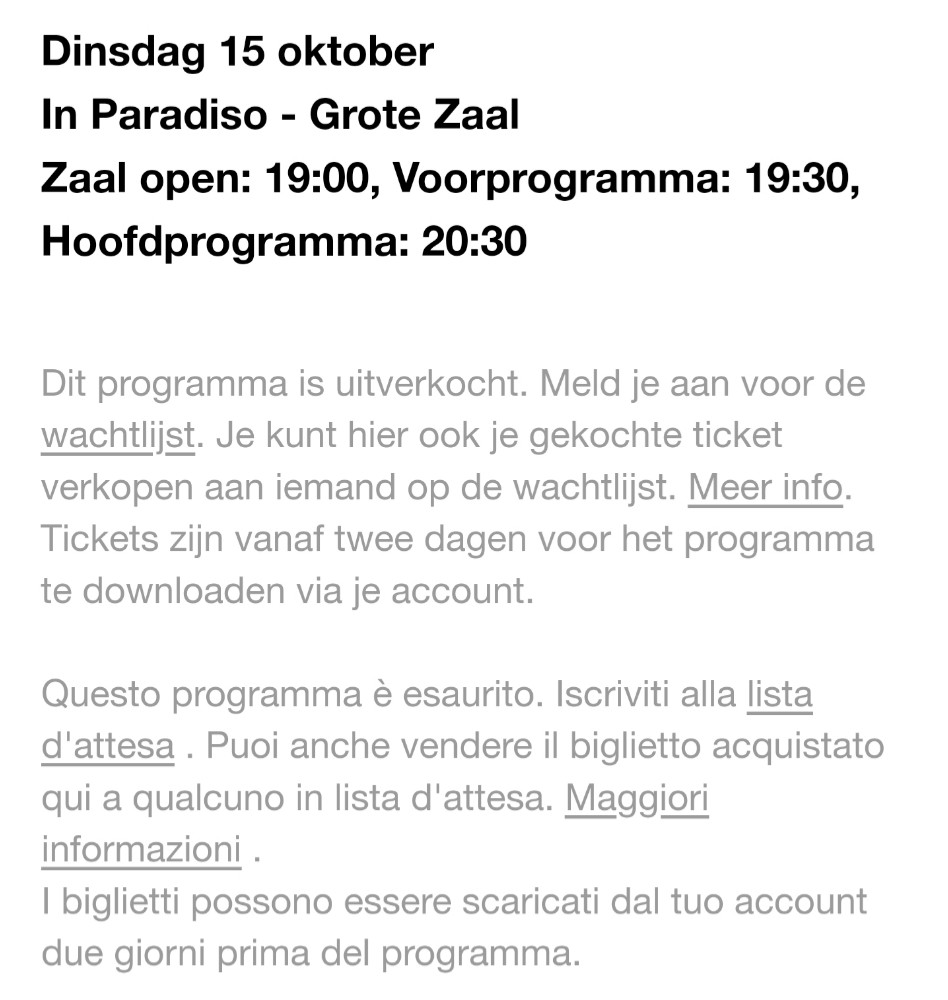 Dinsdag 15 oktober
In Paradiso - Grote Zaal
Zaal open: 19:00, Voorprogramma: 19:30,
Hoofdprogramma: 20:30
Dit programma is uitverkocht. Meld je aan voor de
wachtlijst. Je kunt hier ook je gekochte ticket
verkopen aan iemand op de wachtlijst. Meer info.
Tickets zijn vanaf twee dagen voor het programma
te downloaden via je account.
Questo programma è esaurito. Iscriviti alla lista
d'attesa . Puoi anche vendere il biglietto acquistato
qui a qualcuno in lista d'attesa. Maggiori
informazioni .
I biglietti possono essere scaricati dal tuo account
due giorni prima del programma.